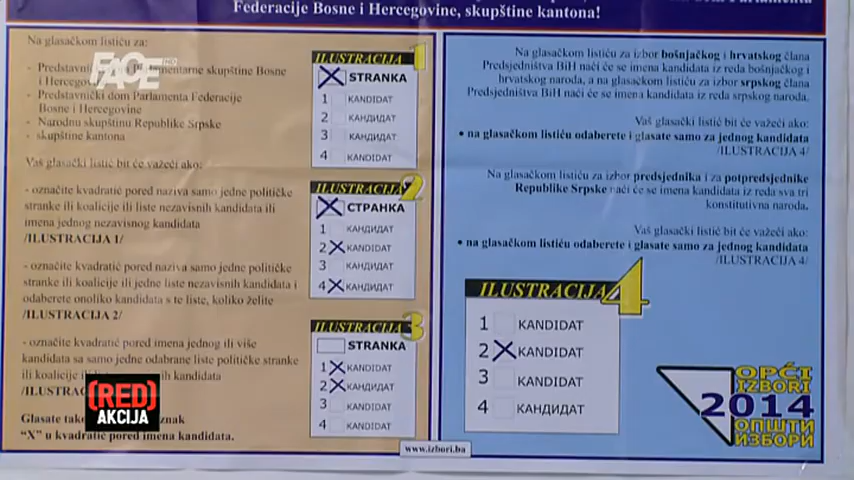 Federacije Bosne i Hercegovine, skupštine kantona!
Na glasačkom listiću za:
- Predstavnički dom Parlamentarne skupštine Bosne
i Hercegovine
- Predstavnički dom Parlamenta Federacije
Bosne i Hercegovine
- Narodnu skupštinu Republike Srpske
- skupštine kantona
Vaš glasački listić bit će važeći ako:
- označite kvadratić pored naziva samo jedne političke
stranke ili koalicije ili liste nezavisnih kandidata ili
imena jednog nezavisnog kandidata
/ILUSTRACIJA 1/
- označite kvadratić pored naziva samo jedne političke
stranke ili koalicije ili jedne liste nezavisnih kandidata i
odaberete onoliko kandidata s te liste, koliko želite
/ILUSTRACIJA 2/
- označite kvadratić pored imena jednog ili više
kandidata sa samo jedne odabrane liste političke stranke
ili koalicije kandidata
Glasate znak
"X" u kvadratić pored imena kandidata.
FACE HD
(RED)
AKCIJA
ILUSTRACIJA 1
X STRANKA
1 KANDIDAT
2 КАНДИДАТ
3 КАНДИДАТ
4 KANDIDAT
ILUSTRACIJA 2
X СТРАНКА
1 КАНДИДАТ
2 X KANDIDAT
3 КАНДИДАТ
4 X КАНДИДАТ
ILUSTRACIJA 3
STRANKA
1 X KANDIDAT
2 X КАНДИДАТ
3 KANDIDAT
4 KANDIDAT
Na glasačkom listiću za izbor bošnjačkog i hrvatskog člana
Predsjedništva BiH naći će se imena kandidata iz reda bošnjačkog i
hrvatskog naroda, a na glasačkom listiću za izbor srpskog člana
Predsjedništva BiH naći će se imena kandidata iz reda srpskog naroda.
Vaš glasački listić bit će važeći ako:
• na glasačkom listiću odaberete i glasate samo za jednog kandidata
/ILUSTRACIJA 4/
Na glasačkom listiću za izbor predsjednika i za potpredsjednike
Republike Srpske naći će se imena kandidata iz reda sva tri
konstitutivna naroda.
Vaš glasački listić bit će važeći ako:
• na glasačkom listiću odaberete i glasate samo za jednog kandidata
/ILUSTRACIJA 4/
ILUSTRACIJA 4
1 KANDIDAT
2 X KANDIDAT
3 KANDIDAT
4 КАНДИДАТ
OPĆI
IZBORI
2014
ОПШТИ
ИЗБОРИ
www.izbori.ba